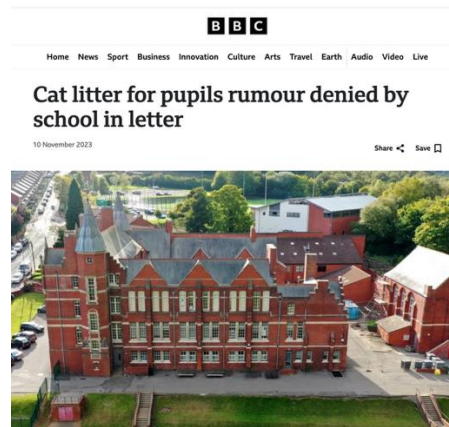 BBC
Home News Sport Business Innovation Culture Arts Travel Earth Audio Video Live
Cat litter for pupils rumour denied by
school in letter
10 November 2023
Share Save